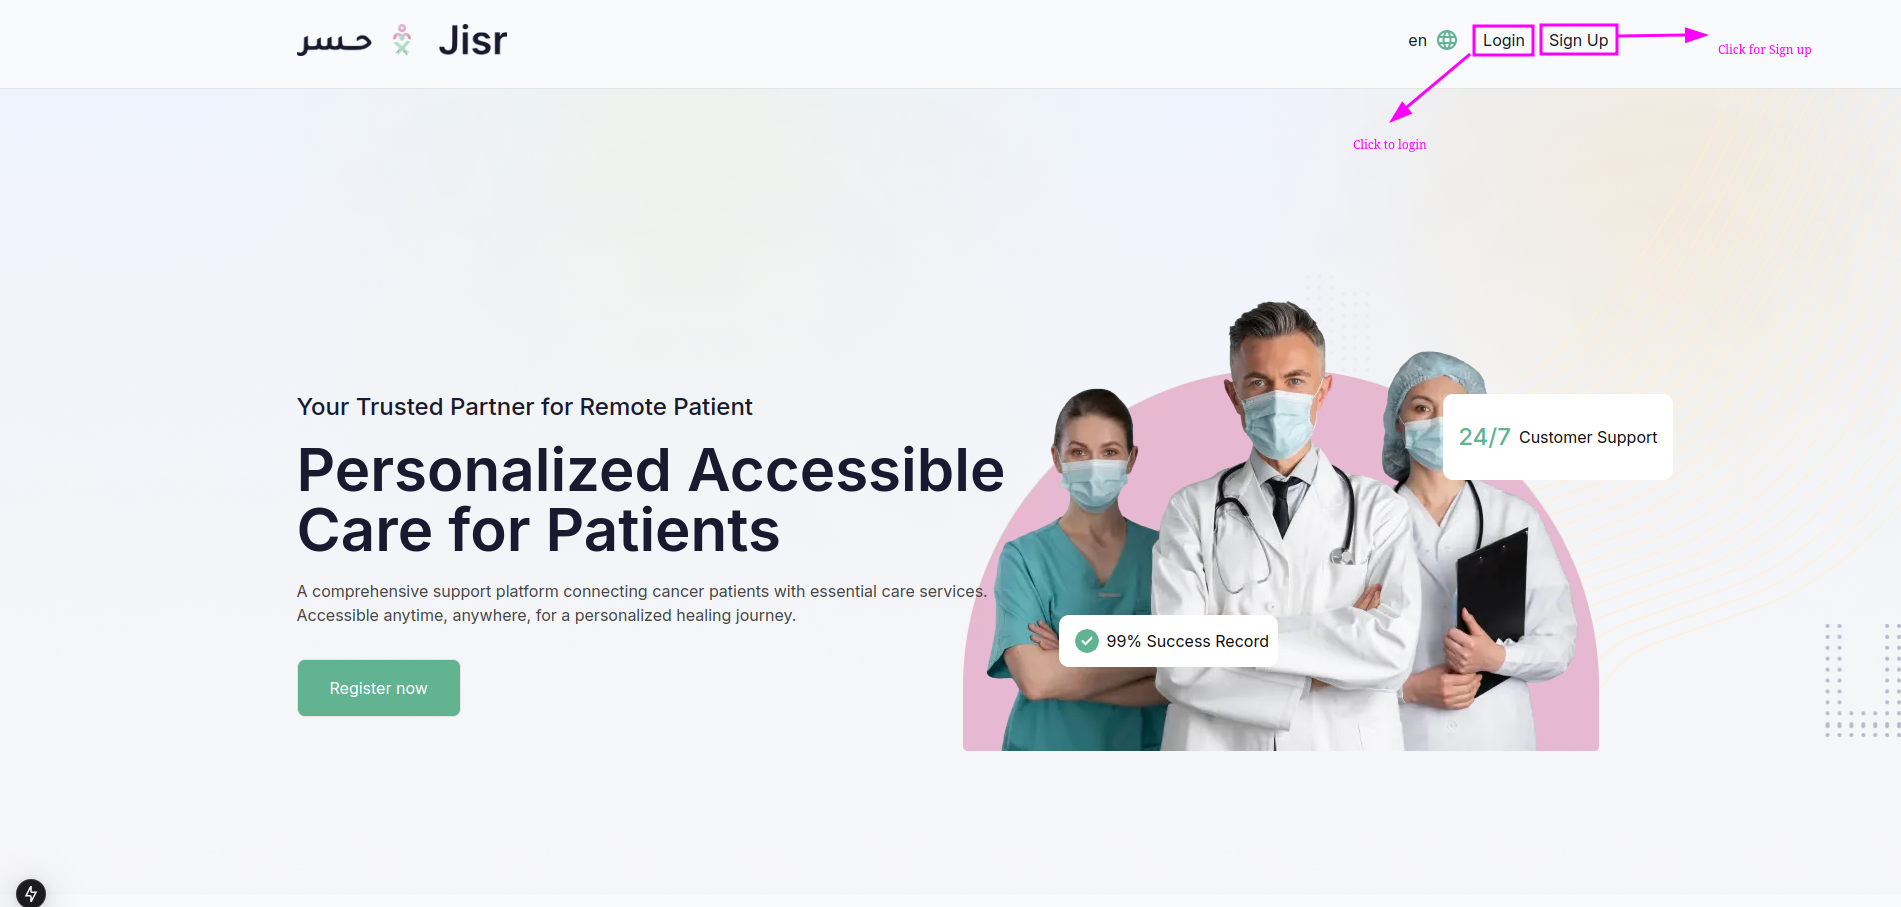 حسر Jisr
en Login Sign Up
Click for Sign up
Click to login
Your Trusted Partner for Remote Patient
Personalized Accessible
Care for Patients
24/7 Customer Support
A comprehensive support platform connecting cancer patients with essential care services.
Accessible anytime, anywhere, for a personalized healing journey.
99% Success Record
Register now